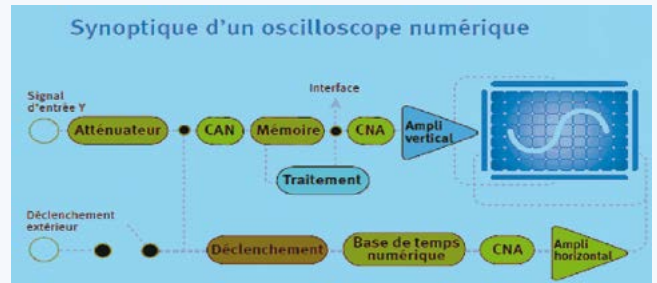 Synoptique d'un oscilloscope numérique
Interface
Signal
d'entrée Y
Atténuateur
CAN
Mémoire
CNA
Ampli
vertical
Traitement
Déclenchement
extérieur
Déclenchement
Base de temps
numérique
CNA
Ampli
horizontal